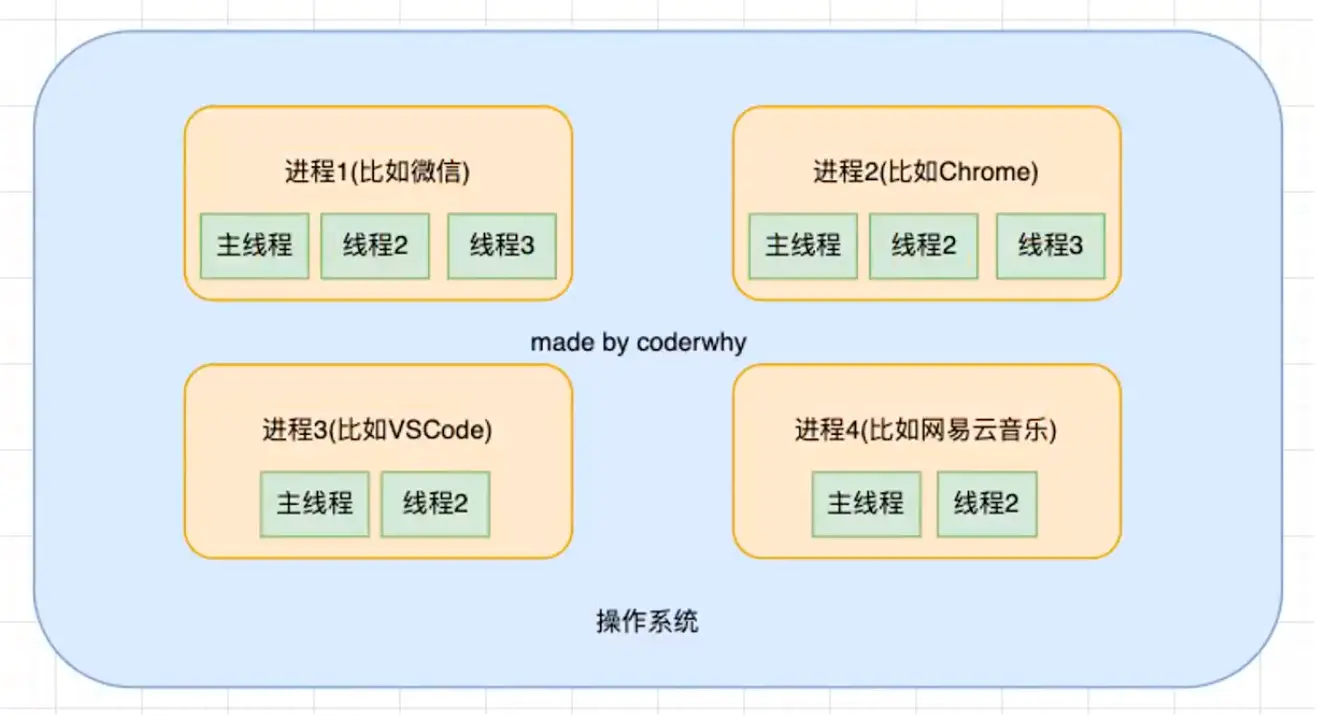 进程1(比如微信)
主线程 线程2 线程3
进程2(比如Chrome)
主线程 线程2 线程3
made by coderwhy
进程3(比如VSCode)
主线程 线程2
进程4(比如网易云音乐)
主线程 线程2
操作系统